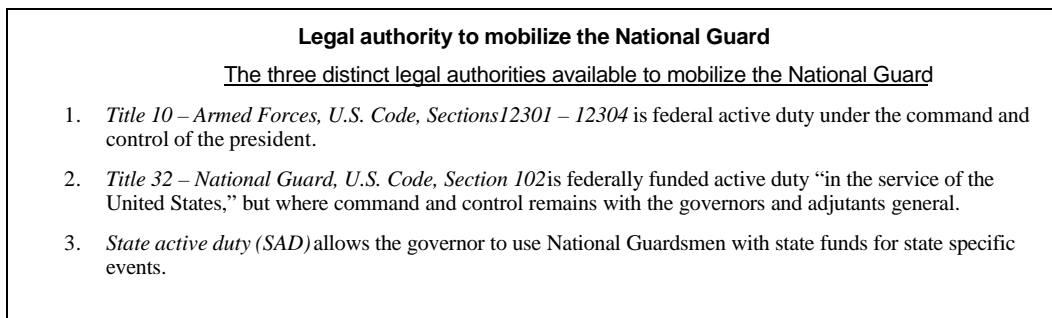 Legal authority to mobilize the National Guard
The three distinct legal authorities available to mobilize the National Guard
1. Title 10 – Armed Forces, U.S. Code, Sections12301 – 12304 is federal active duty under the command and
control of the president.
2. Title 32 – National Guard, U.S. Code, Section 102is federally funded active duty “in the service of the
United States,” but where command and control remains with the governors and adjutants general.
3. State active duty (SAD) allows the governor to use National Guardsmen with state funds for state specific
events.